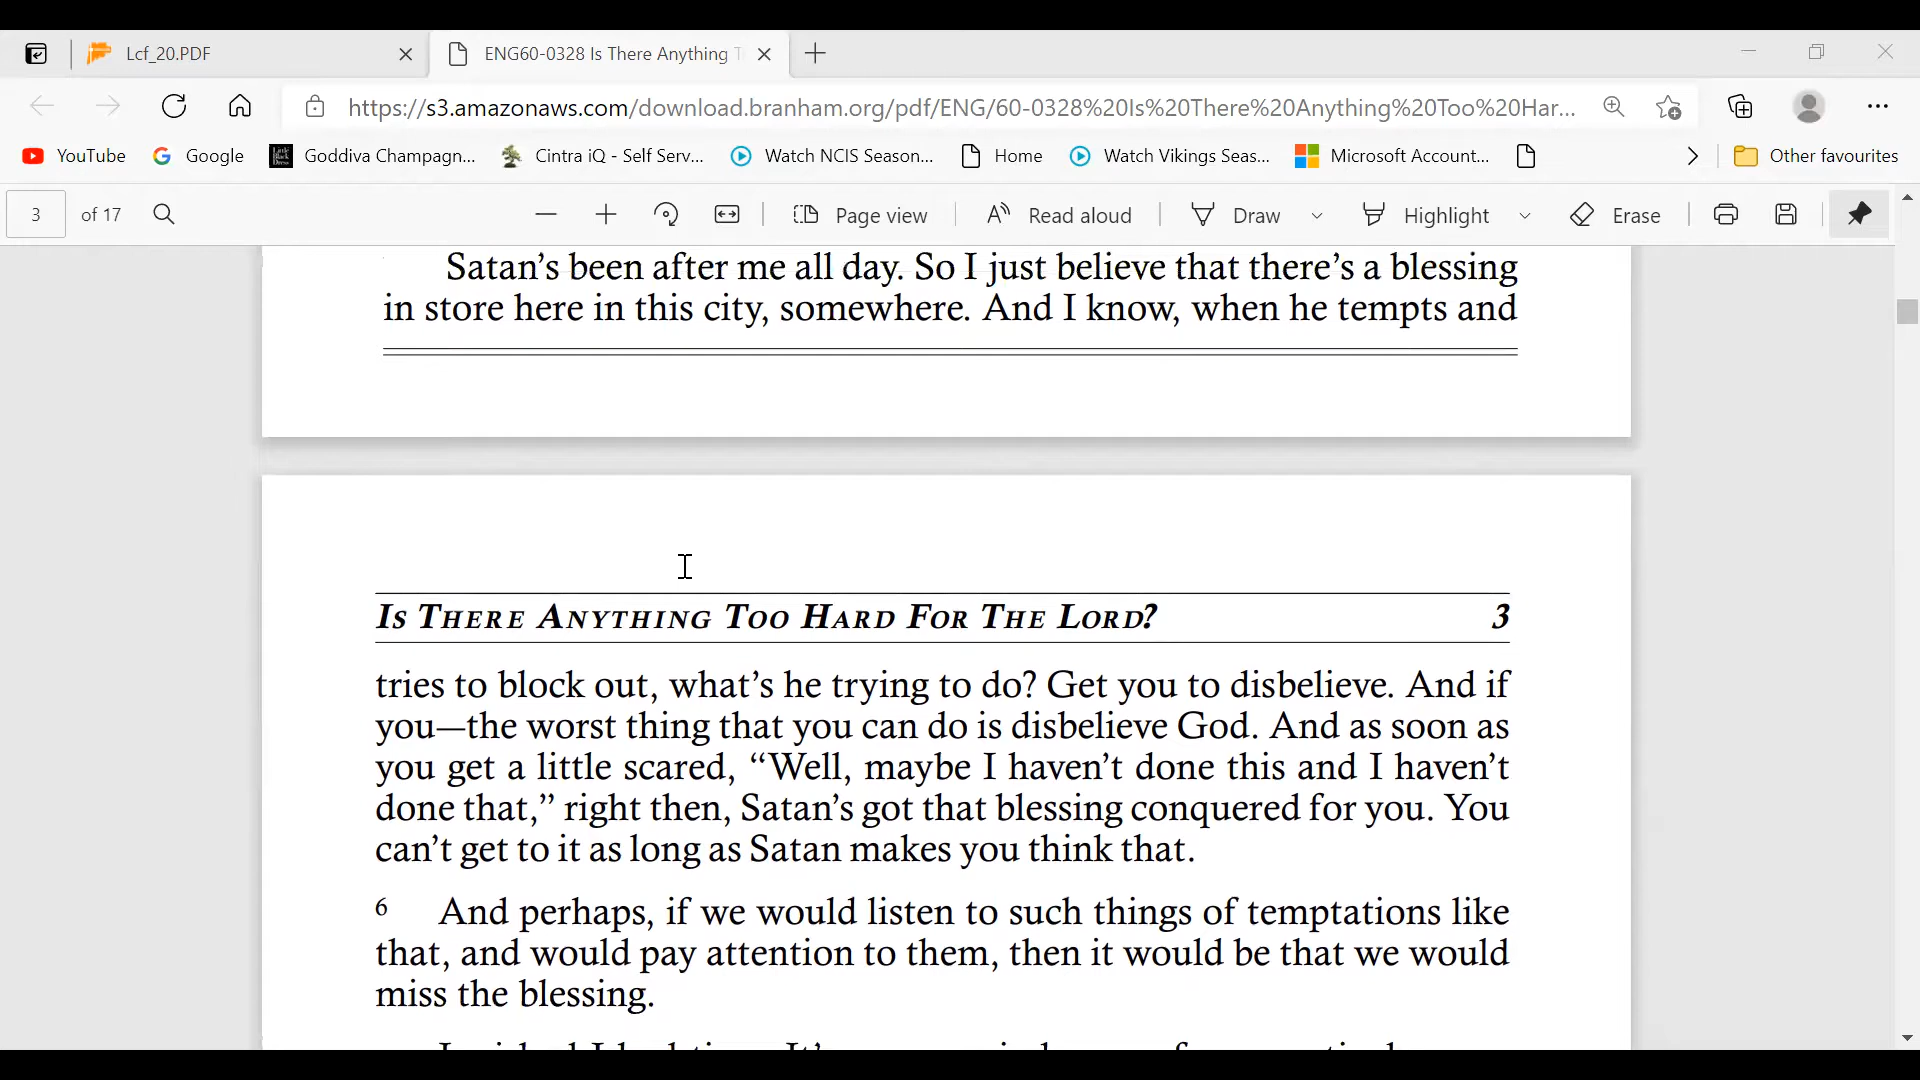 Lcf_20.PDF
ENG60-0328 Is There Anything T
https://s3.amazonaws.com/download.branham.org/pdf/ENG/60-0328%20Is%20There%20Anything%20Too%20Har...
YouTube Google Goddiva Champagn... Cintra iQ - Self Serv... Watch NCIS Season... Home Watch Vikings Seas... Microsoft Account... Other favourites
3 of 17 Page view Read aloud Draw Highlight Erase
Satan’s been after me all day. So I just believe that there’s a blessing
in store here in this city, somewhere. And I know, when he tempts and
Is There Anything Too Hard For The Lord? 3
tries to block out, what’s he trying to do? Get you to disbelieve. And if
you—the worst thing that you can do is disbelieve God. And as soon as
you get a little scared, “Well, maybe I haven’t done this and I haven’t
done that,” right then, Satan’s got that blessing conquered for you. You
can’t get to it as long as Satan makes you think that.
6 And perhaps, if we would listen to such things of temptations like
that, and would pay attention to them, then it would be that we would
miss the blessing.